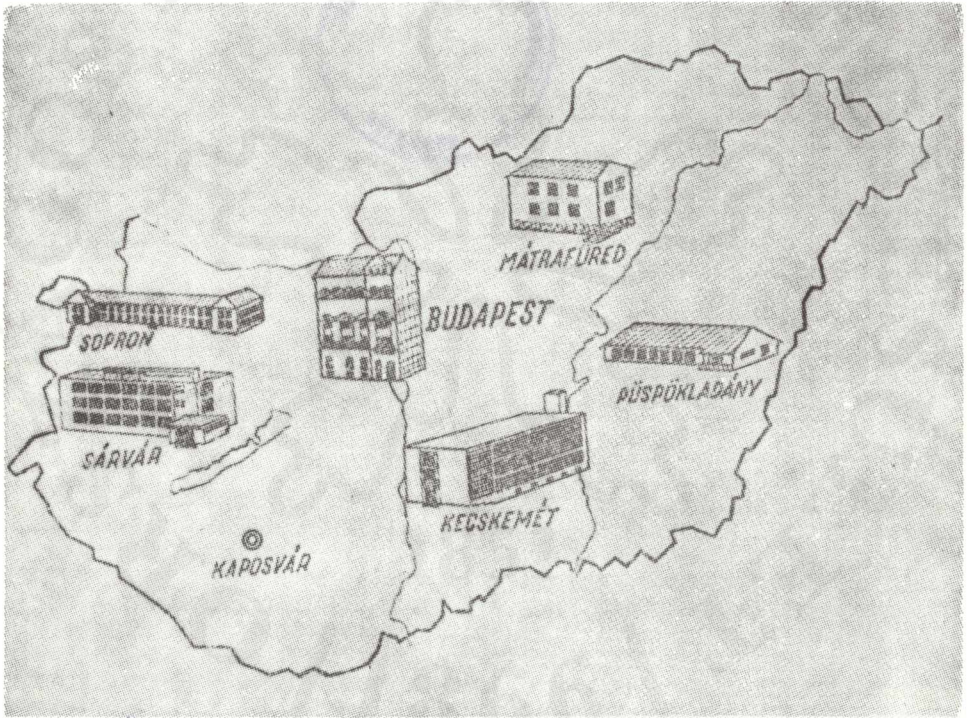 MÁTRAFÜRED
BUDAPEST
SOPRON
PÜSPÖKLADÁNY
SÁRVÁR
KECSKEMÉT
KAPOSVÁR